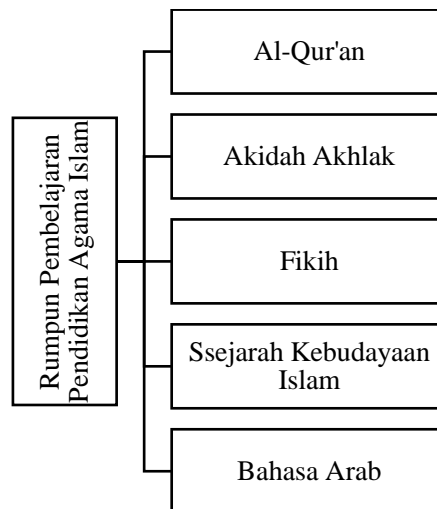 Rumpun Pembelajaran
Pendidikan Agama Islam
Al-Qur'an
Akidah Akhlak
Fikih
Ssejarah Kebudayaan
Islam
Bahasa Arab